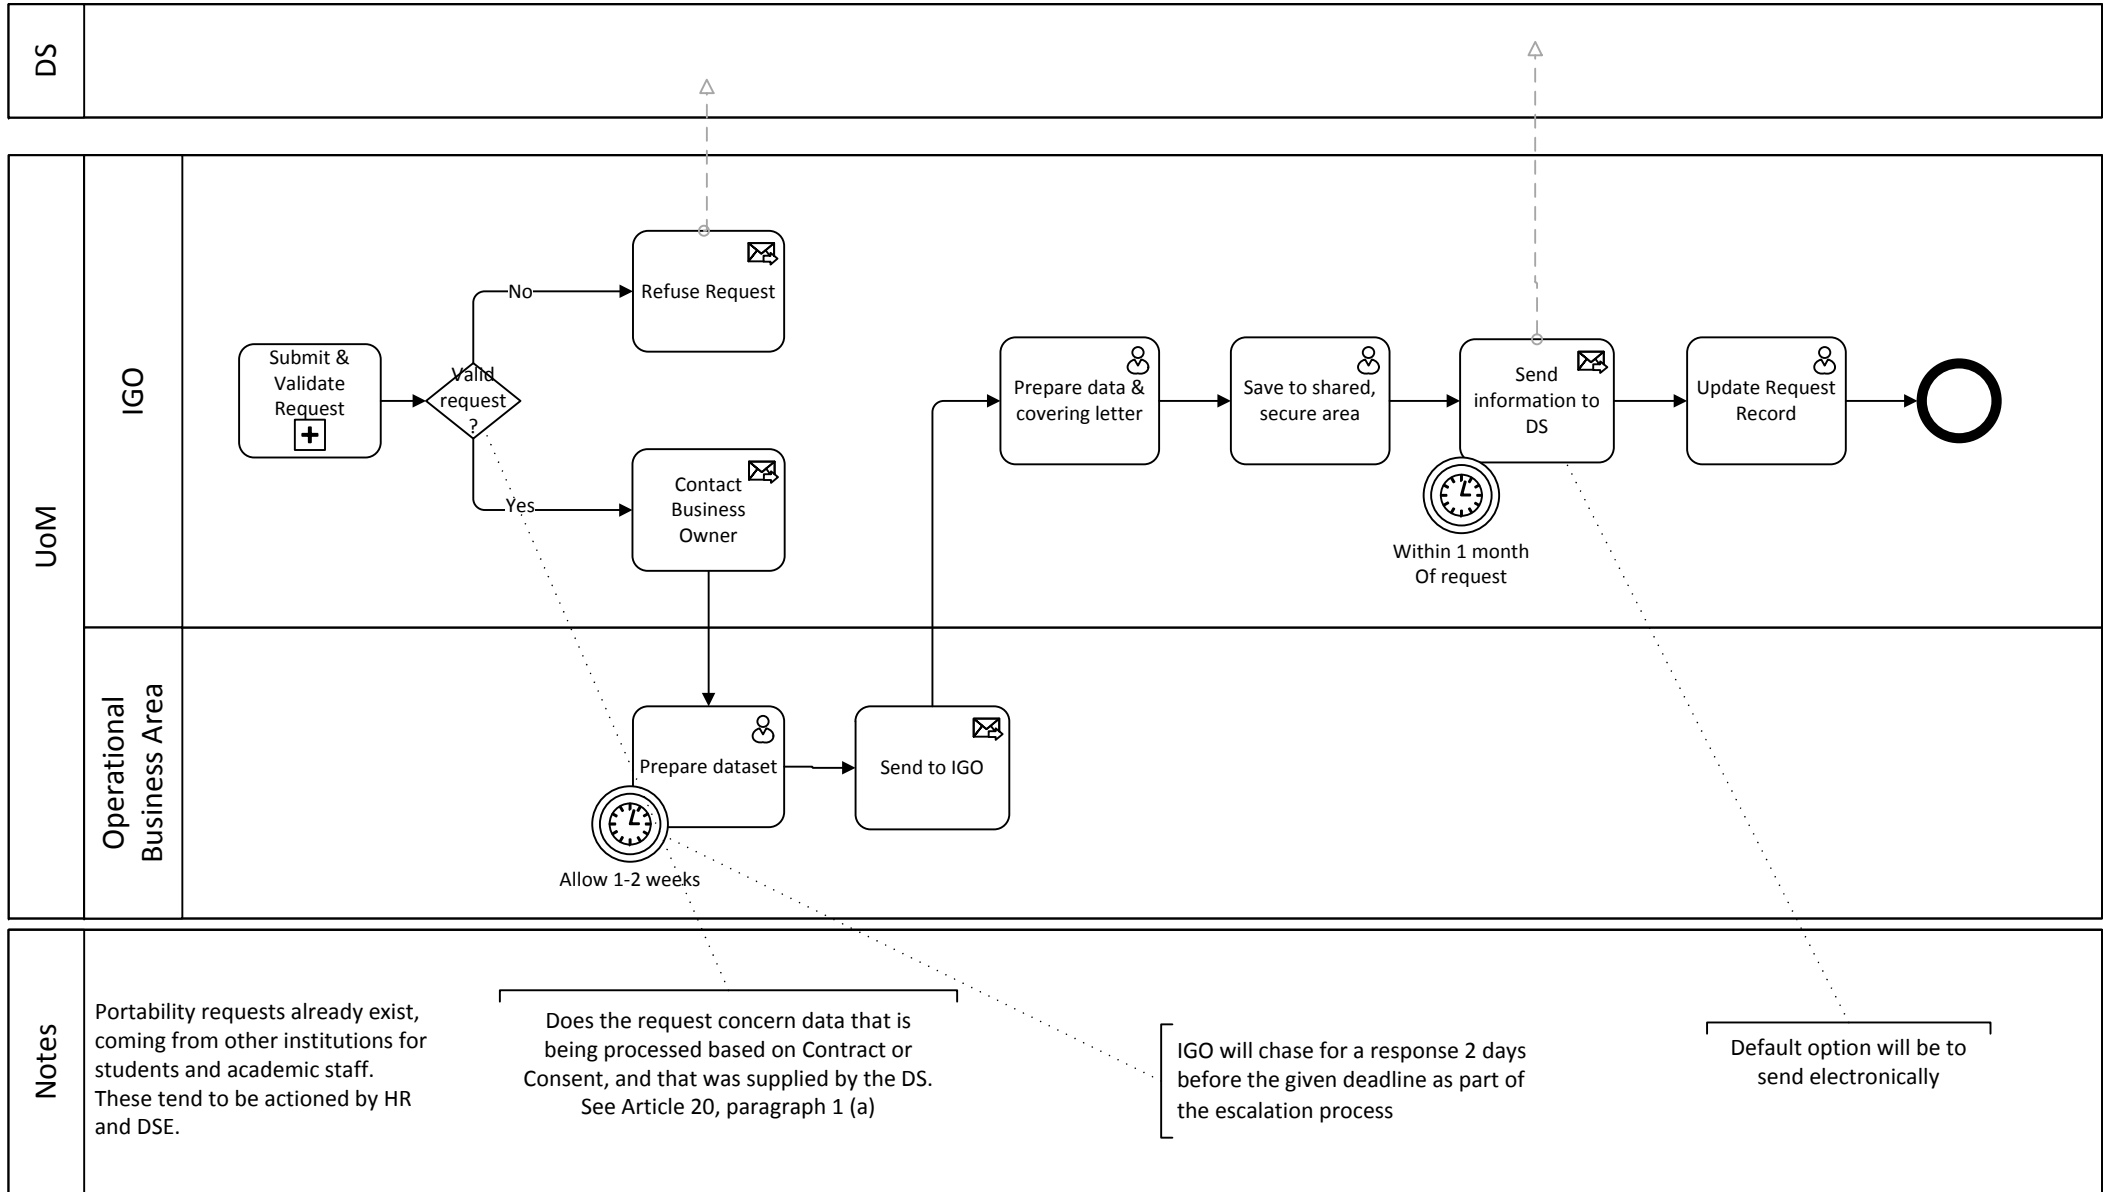 DS
UoM
IGO
Submit &
Validate
Request
Valid
request
?
No
Refuse Request
Yes
Contact
Business
Owner
Prepare data &
covering letter
Save to shared,
secure area
Send
information to
DS
Within 1 month
Of request
Update Request
Record
Operational
Business Area
Prepare dataset
Allow 1-2 weeks
Send to IGO
Notes
Portability requests already exist,
coming from other institutions for
students and academic staff.
These tend to be actioned by HR
and DSE.
Does the request concern data that is
being processed based on Contract or
Consent, and that was supplied by the DS.
See Article 20, paragraph 1 (a)
IGO will chase for a response 2 days
before the given deadline as part of
the escalation process
Default option will be to
send electronically